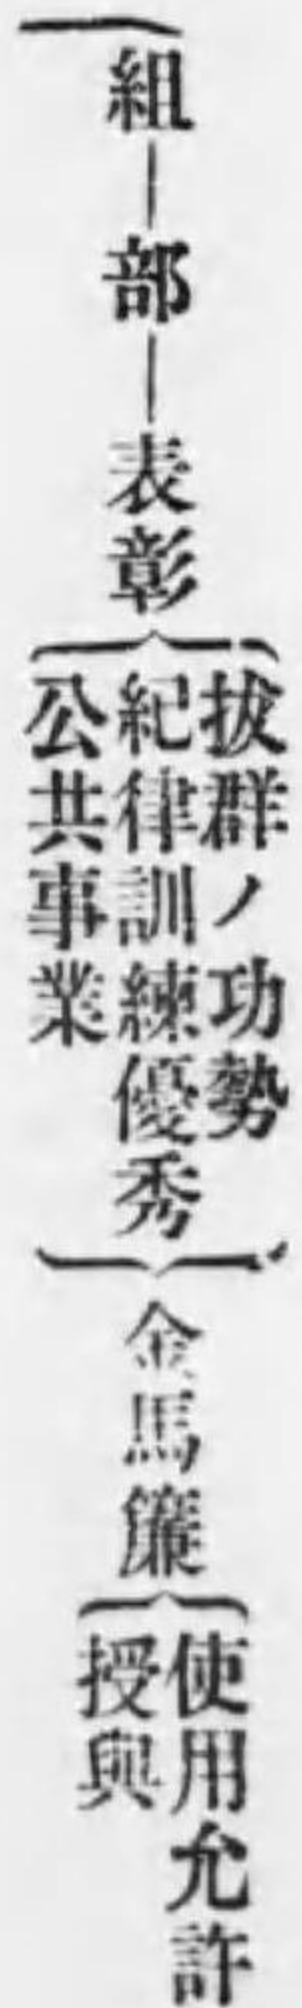 組―部―表彰
拔群ノ功勢
紀律訓練優秀
公共事業
金馬簾
使用允許
授與